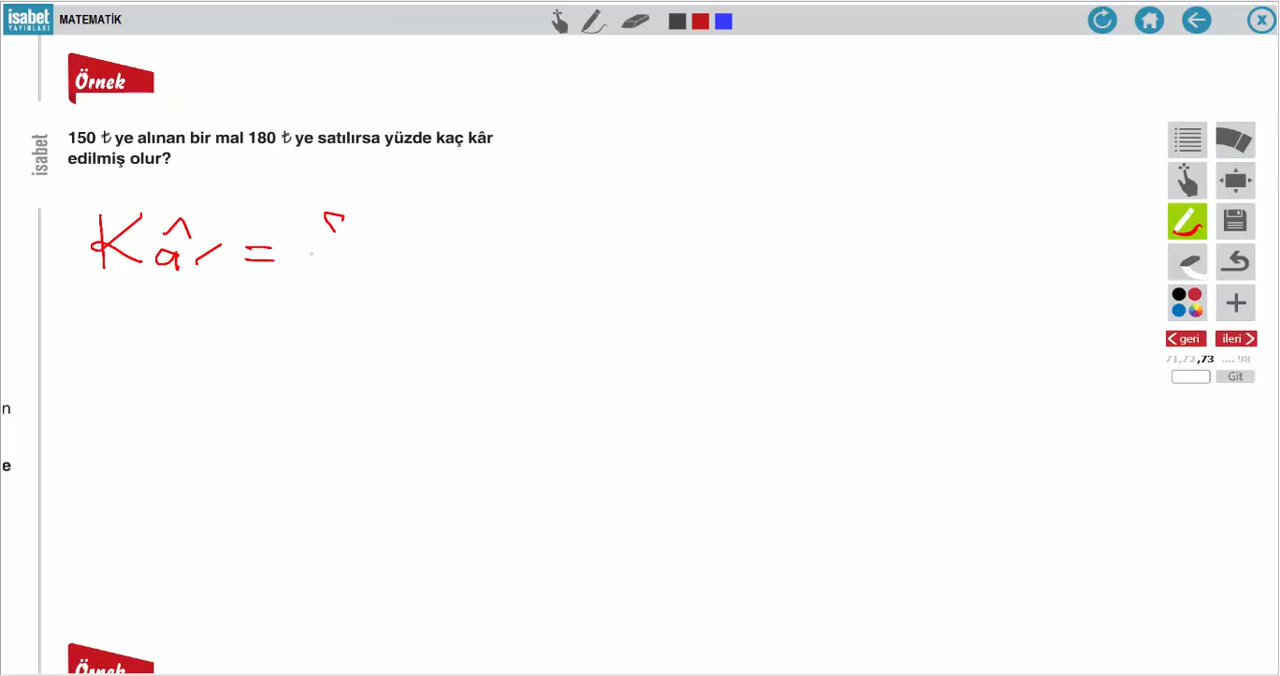 isabet
YAYINLARI
MATEMATİK
Örnek
isabet
150 ₺ ye alınan bir mal 180 ₺ ye satılırsa yüzde kaç kâr
edilmiş olur?
Kâr =
geri ileri
71,72,73 .... 98
Git
n
e
Örnek